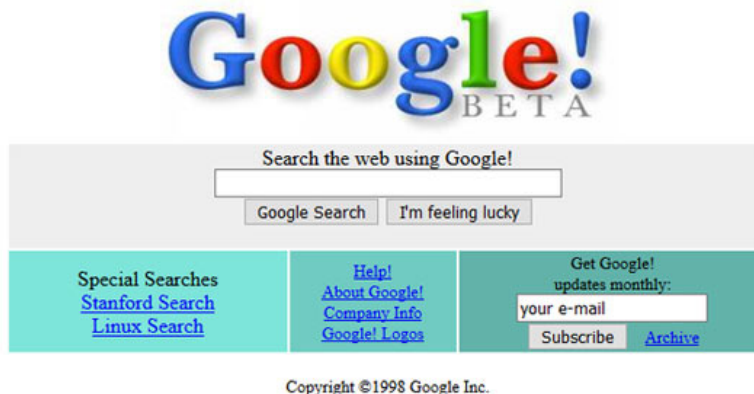 Google!
BETA
Search the web using Google!
Google Search I'm feeling lucky
Special Searches
Stanford Search
Linux Search
Help!
About Google!
Company Info
Google! Logos
Get Google!
updates monthly:
your e-mail
Subscribe Archive
Copyright ©1998 Google Inc.